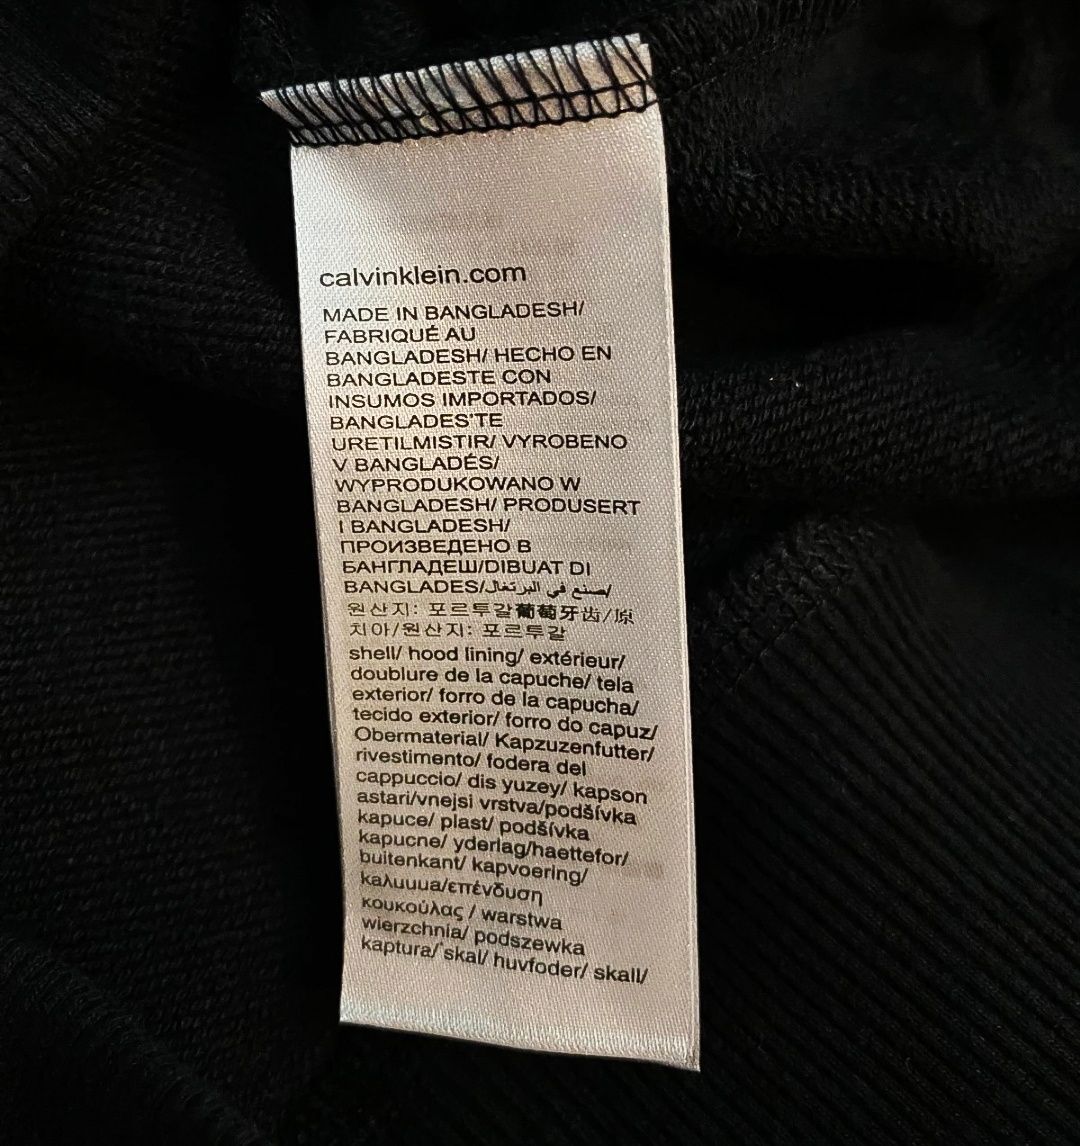 calvinklein.com
MADE IN BANGLADESH/
FABRIQUÉ AU
BANGLADESH/ HECHO EN
BANGLADESTE CON
INSUMOS IMPORTADOS/
BANGLADES'TE
URETILMISTIR/ VYROBENO
V BANGLADÉS/
WYPRODUKOWANO W
BANGLADESH/ PRODUSERT
I BANGLADESH/
ПРОИЗВЕДЕНО В
БАНГЛАДЕШ/DIBUAT DI
BANGLADES/صنع في البرتغال/
원산지: 포르투갈葡萄牙齿/原
치아/원산지: 포르투갈
shell/ hood lining/ extérieur/
doublure de la capuche/ tela
exterior/ forro de la capucha/
tecido exterior/ forro do capuz/
Obermaterial/ Kapzuzenfutter/
rivestimento/ fodera del
cappuccio/ dis yuzey/ kapson
astari/vnejsi vrstva/podšívka
kapuce/ plast/ podšívka
kapucne/ yderlag/haettefor/
buitenkant/ kapvoering/
καλυuuα/επένδυση
κουκούλας / warstwa
wierzchnia/ podszewka
kaptura/ skal/ huvfoder/ skall/